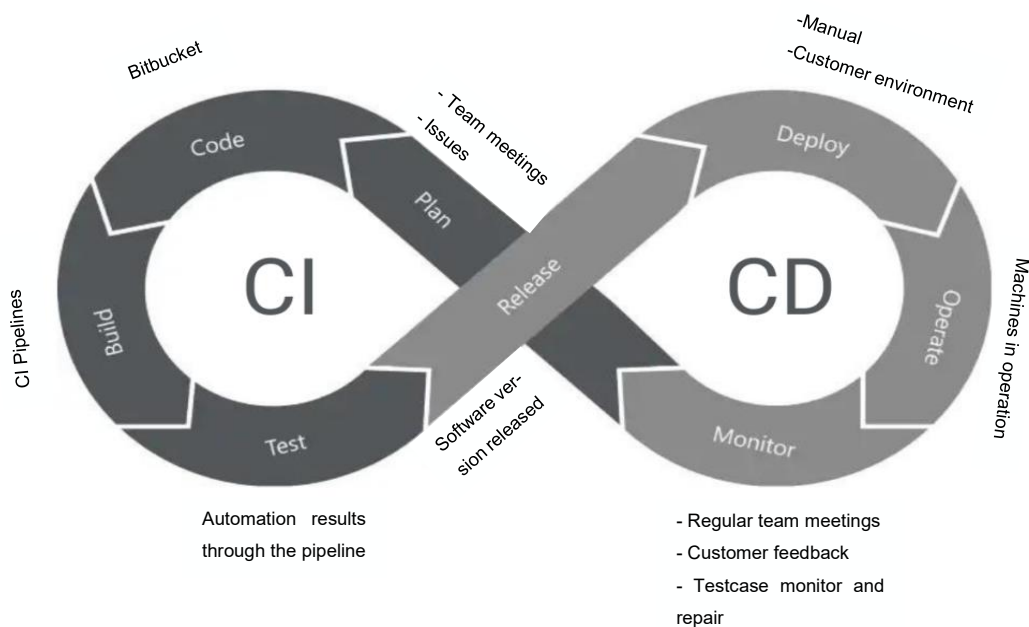 Bitbucket
-Manual
-Customer environment
- Team meetings
- Issues
Code
Plan
Deploy
CI
Release
CD
CI Pipelines
Build
Operate
Machines in operation
Test
Software ver-
sion released
Monitor
Automation results
through the pipeline
- Regular team meetings
- Customer feedback
- Testcase monitor and
repair